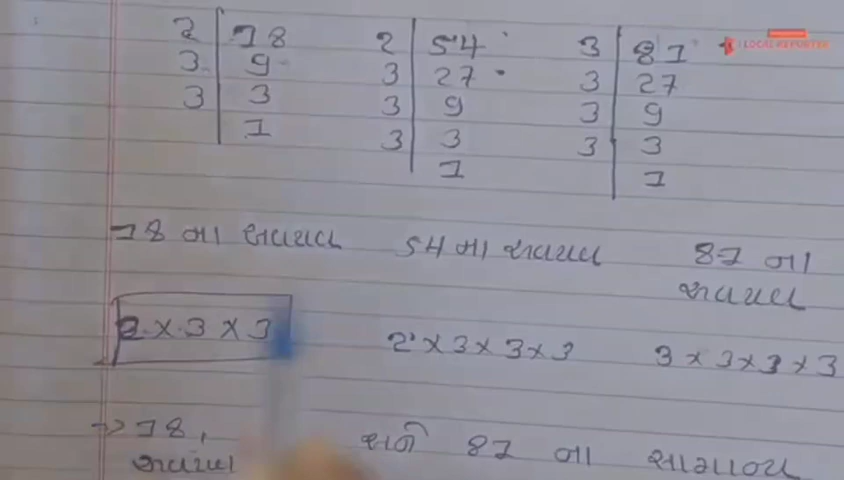 2 | 18 2 | 54 3 | 81 LOCAL REPORTER
3 | 9 3 | 27 3 | 27
3 | 3 3 | 9 3 | 9
1 3 | 3 3 | 3
1 1
18 ના અવયવ 54 ના અવયવ 81 ના
અવયવ
2 × 3 × 3 2 × 3 × 3 × 3 3 × 3 × 3 × 3
→ 18, અને 81 ના સામાન્ય
અવયવ